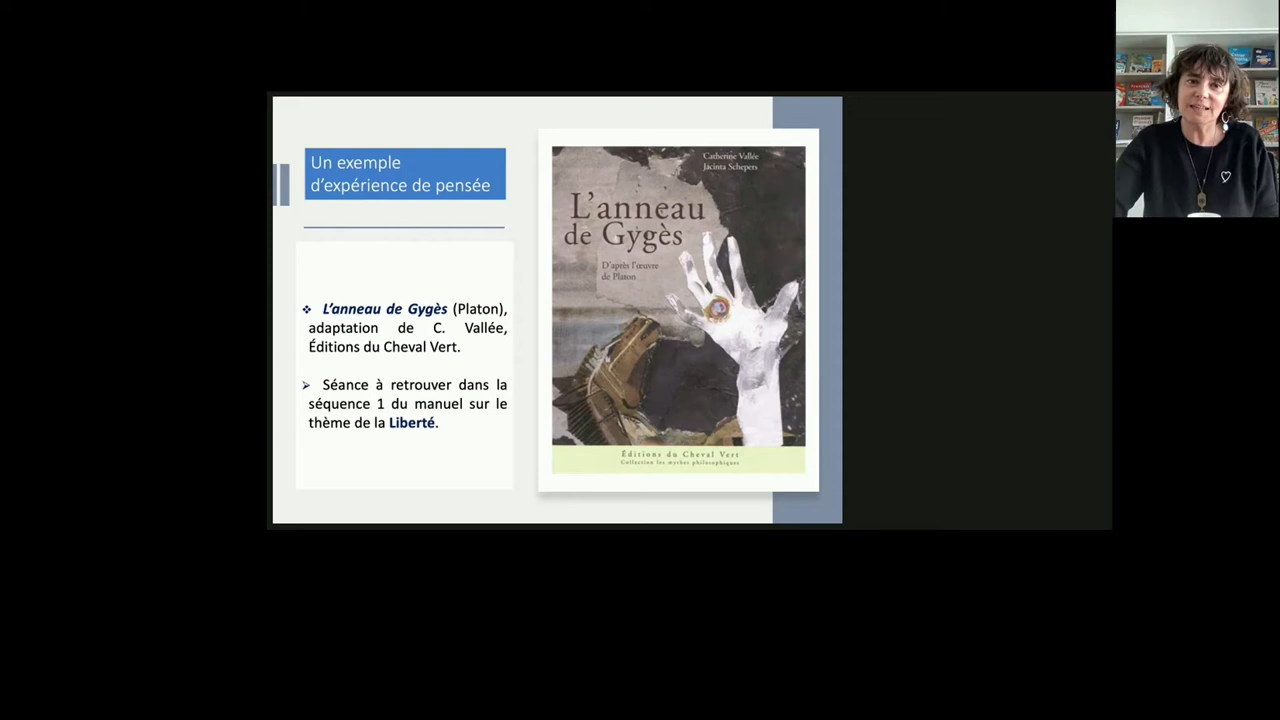 Un exemple
d’expérience de pensée
❖ L’anneau de Gygès (Platon),
adaptation de C. Vallée,
Éditions du Cheval Vert.
➢ Séance à retrouver dans la
séquence 1 du manuel sur le
thème de la Liberté.
Catherine Vallée
Jacinta Schepers
L’anneau
de Gygès
D’après l’œuvre
de Platon
Éditions du Cheval Vert
Collection les mythes philosophiques